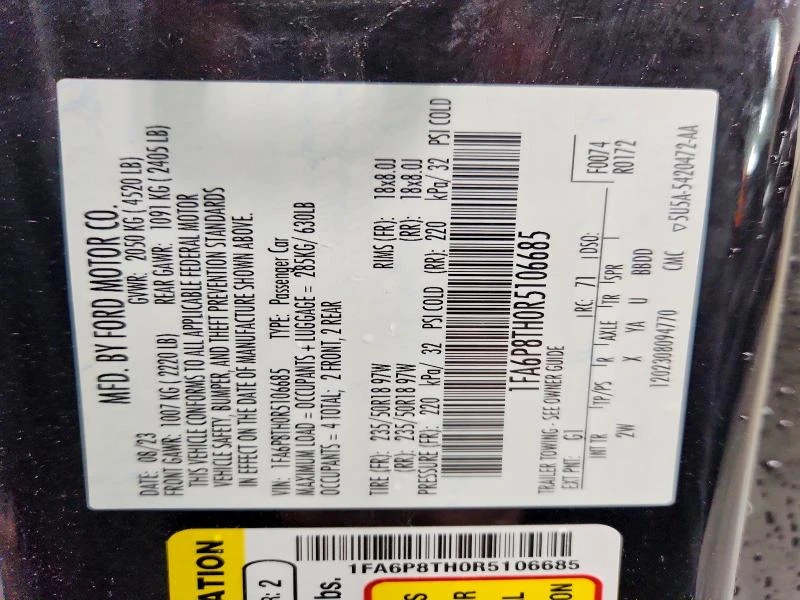 MFD. BY FORD MOTOR CO.
DATE: 08/23 GVWR: 2050 KG ( 4520 LB)
FRONT GAWR: 1007 KG ( 2220 LB) REAR GAWR: 1091 KG ( 2405 LB)
THIS VEHICLE CONFORMS TO ALL APPLICABLE FEDERAL MOTOR
VEHICLE SAFETY, BUMPER, AND THEFT PREVENTION STANDARDS
IN EFFECT ON THE DATE OF MANUFACTURE SHOWN ABOVE.
VIN: 1FA6P8TH0R5106685 TYPE: Passenger Car
MAXIMUM LOAD = OCCUPANTS + LUGGAGE = 285KG/ 630LB
OCCUPANTS = 4 TOTAL; 2 FRONT, 2 REAR
TIRE (FR): 235/50R18 97W RIMS (FR): 18x8.0J
(RR): 235/50R18 97W (RR): 18x8.0J
PRESSURE (FR): 220 kPa/ 32 PSI COLD (RR): 220 kPa/ 32 PSI COLD
1FA6P8TH0R5106685
TRAILER TOWING - SEE OWNER GUIDE
EXT PNT: G1 RC: 71 DSO: F0074
R0172
INT TR TP/PS R AXLE TR SPR
2W X YA U BBDD
1202308094770 CMC ▽5U5A-5420472-AA
ATION
R: 2
lbs.
1FA6P8TH0R5106685
S
R
L
ON